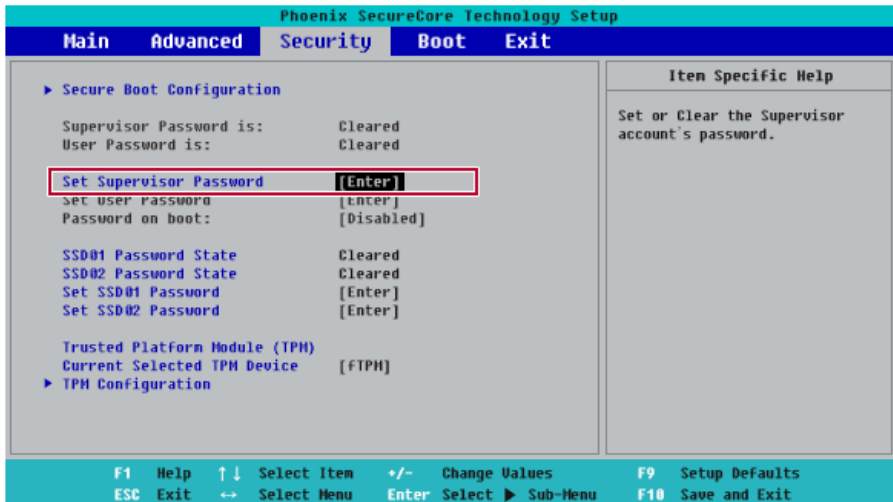 Phoenix SecureCore Technology Setup
Main Advanced Security Boot Exit
Item Specific Help
▶ Secure Boot Configuration
Set or Clear the Supervisor
account's password.
Supervisor Password is: Cleared
User Password is: Cleared
Set Supervisor Password [Enter]
Set User Password [Enter]
Password on boot: [Disabled]
SSD01 Password State Cleared
SSD02 Password State Cleared
Set SSD01 Password [Enter]
Set SSD02 Password [Enter]
Trusted Platform Module (TPM)
Current Selected TPM Device [fTPM]
▶ TPM Configuration
F1 Help ↑↓ Select Item +/- Change Values F9 Setup Defaults
ESC Exit ↔ Select Menu Enter Select ▶ Sub-Menu F10 Save and Exit